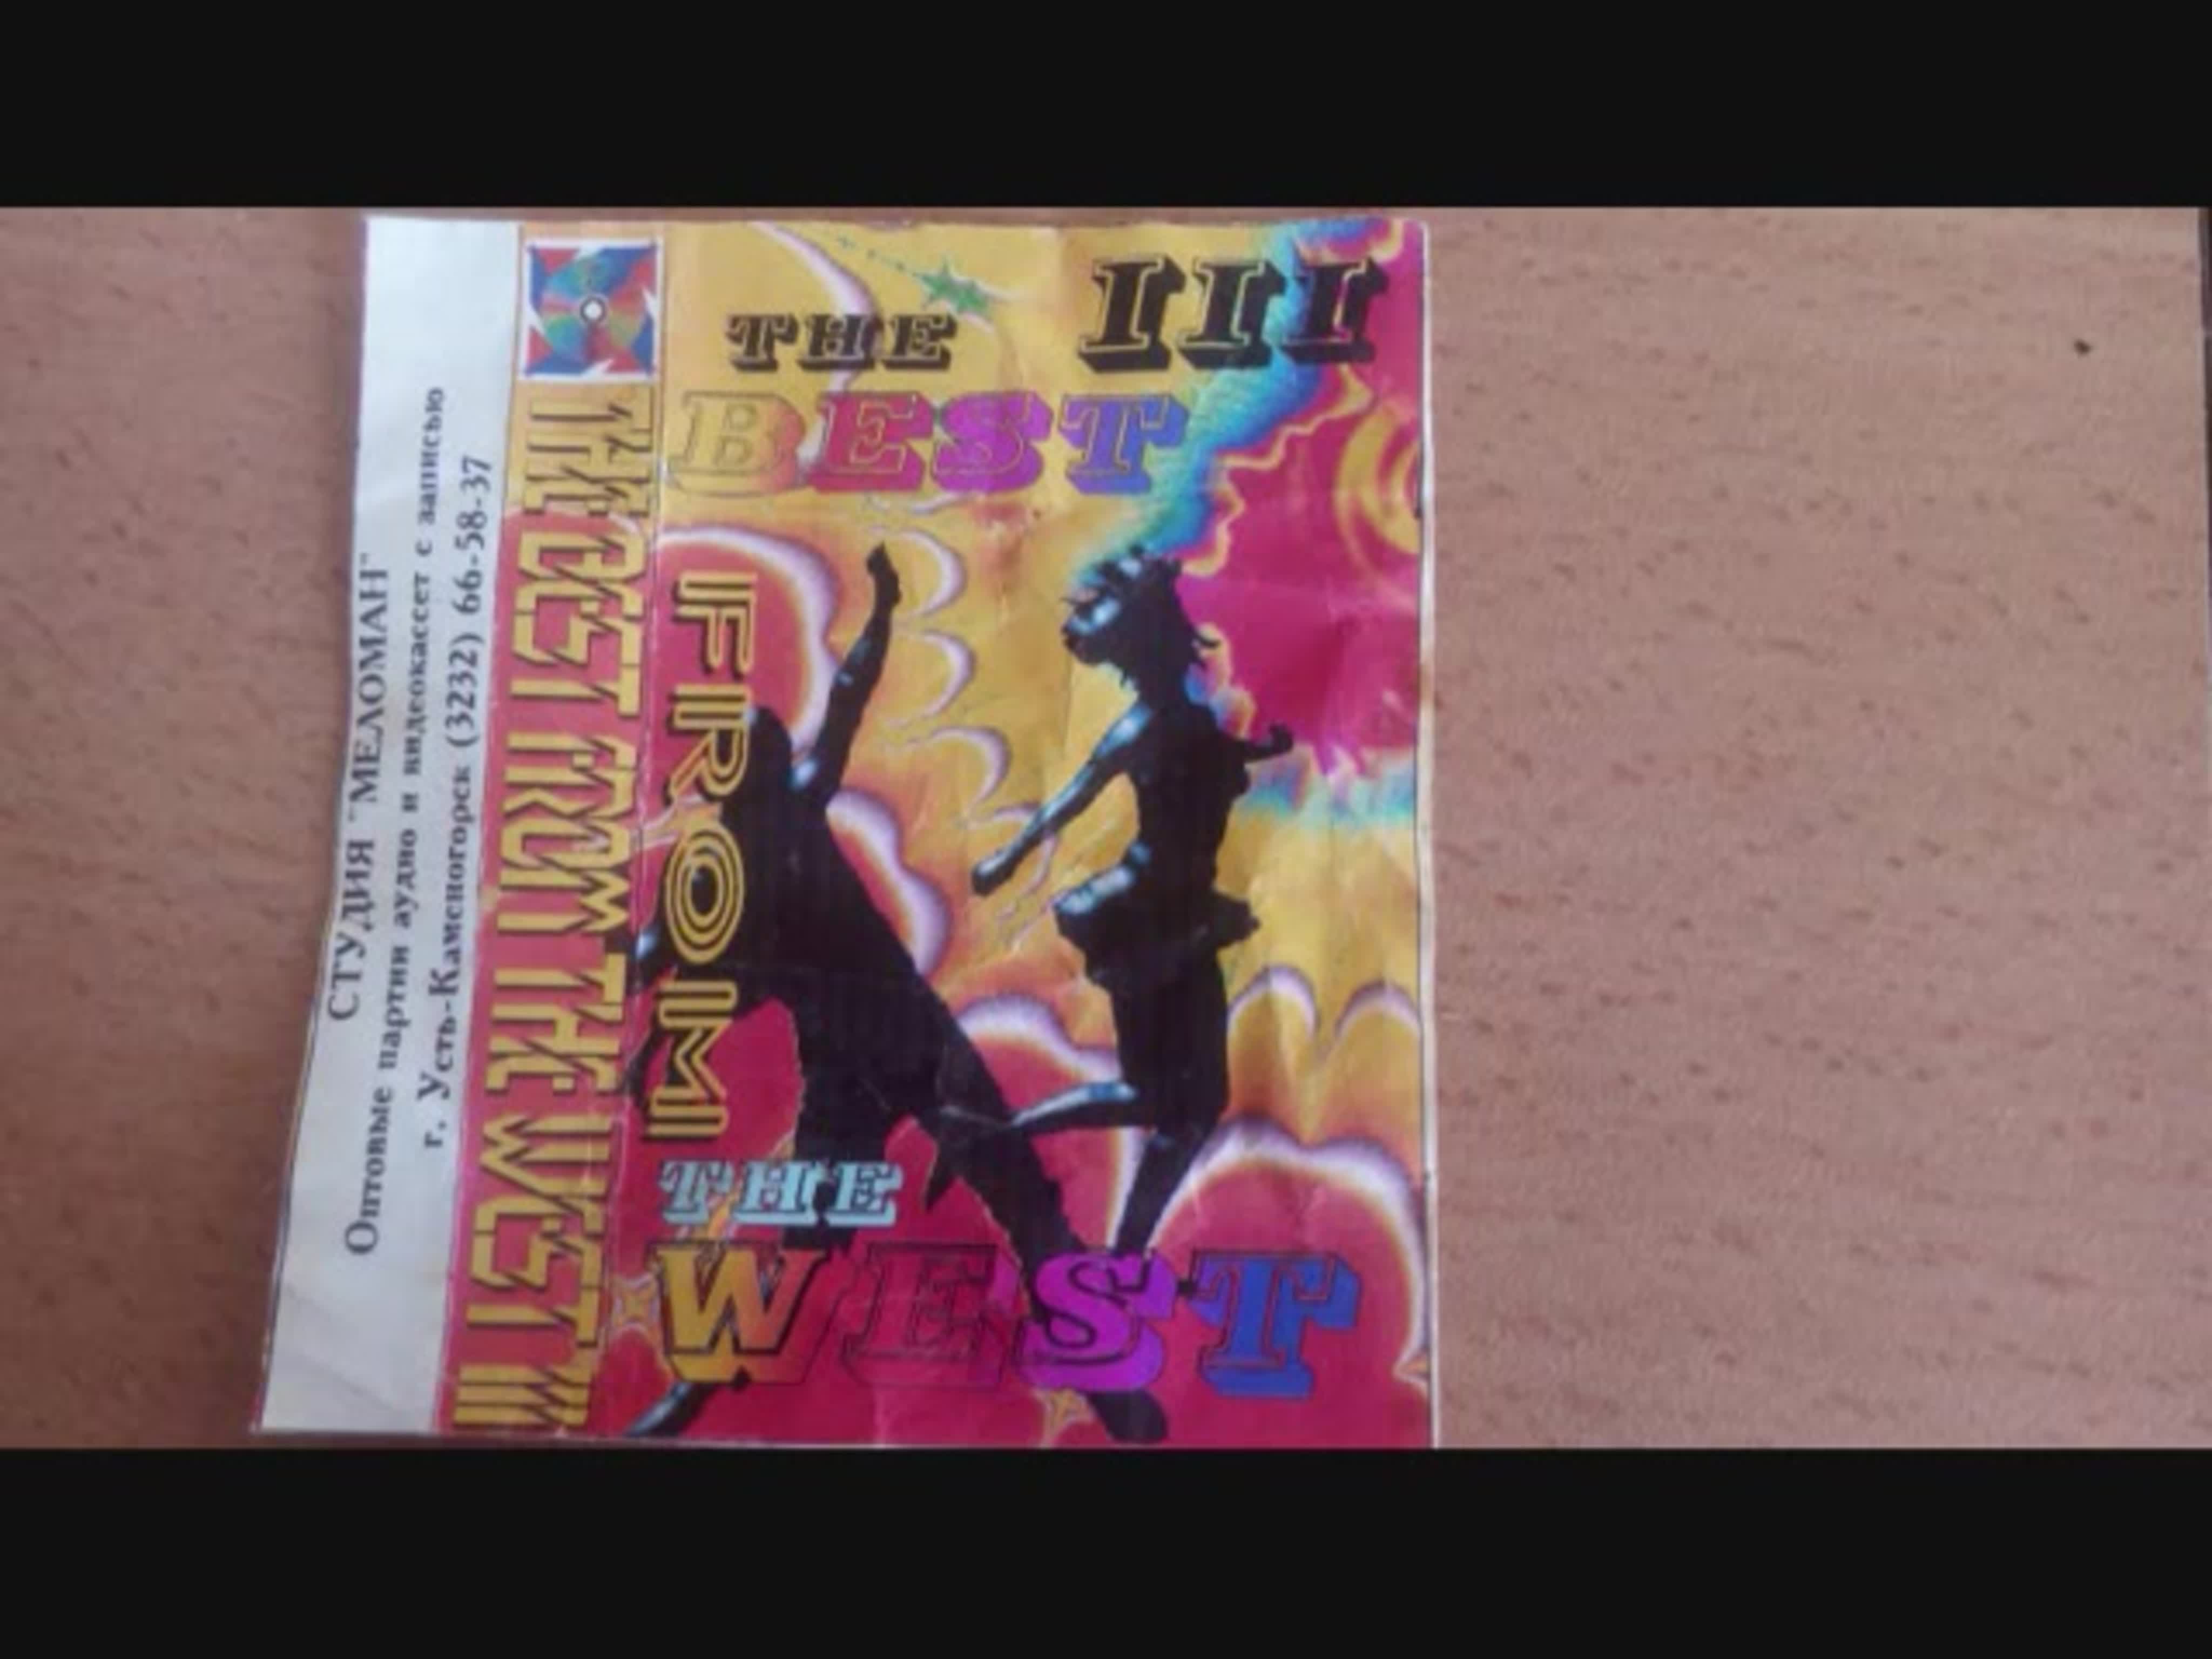 СТУДИЯ "МЕЛОМАН"
Оптовые партии аудио и видеокассет с записью
г. Усть-Каменогорск (3232) 66-58-37
THE BEST FROM THE WEST III
THE III
BEST
FROM
THE
WEST